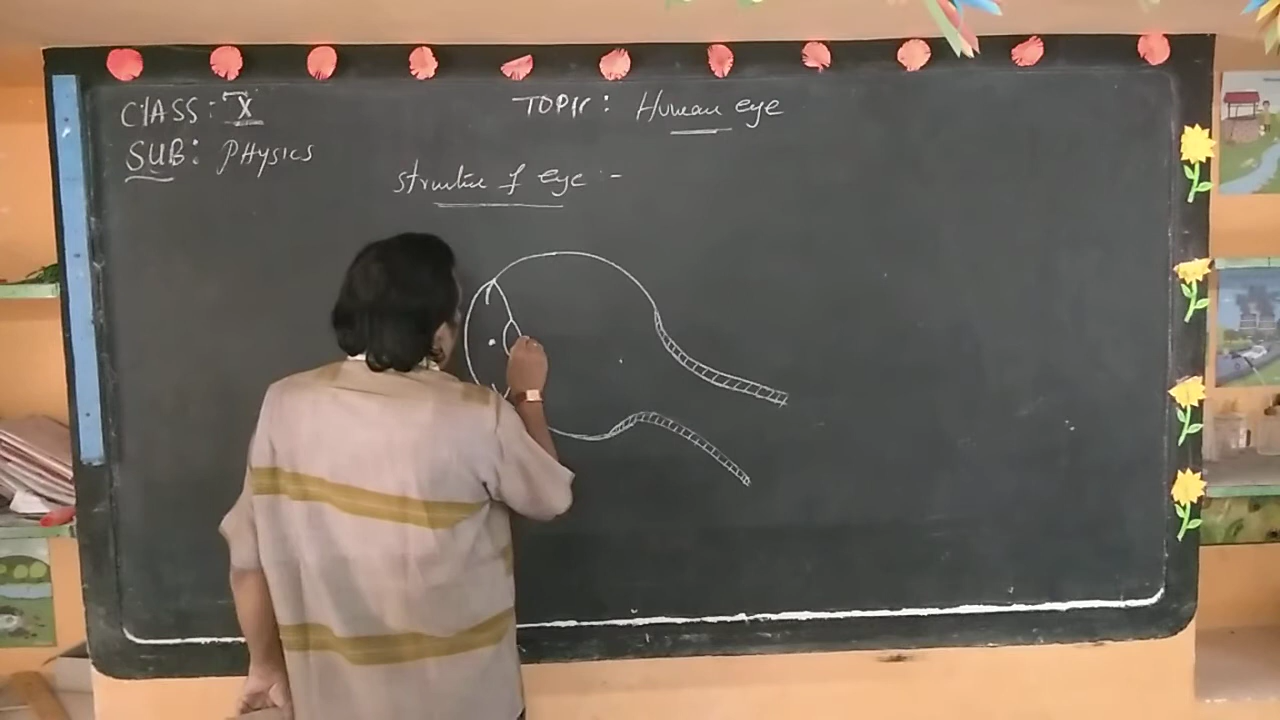 CLASS: X
SUB: PHYSICS
TOPIC: Human eye
structure of eye :-